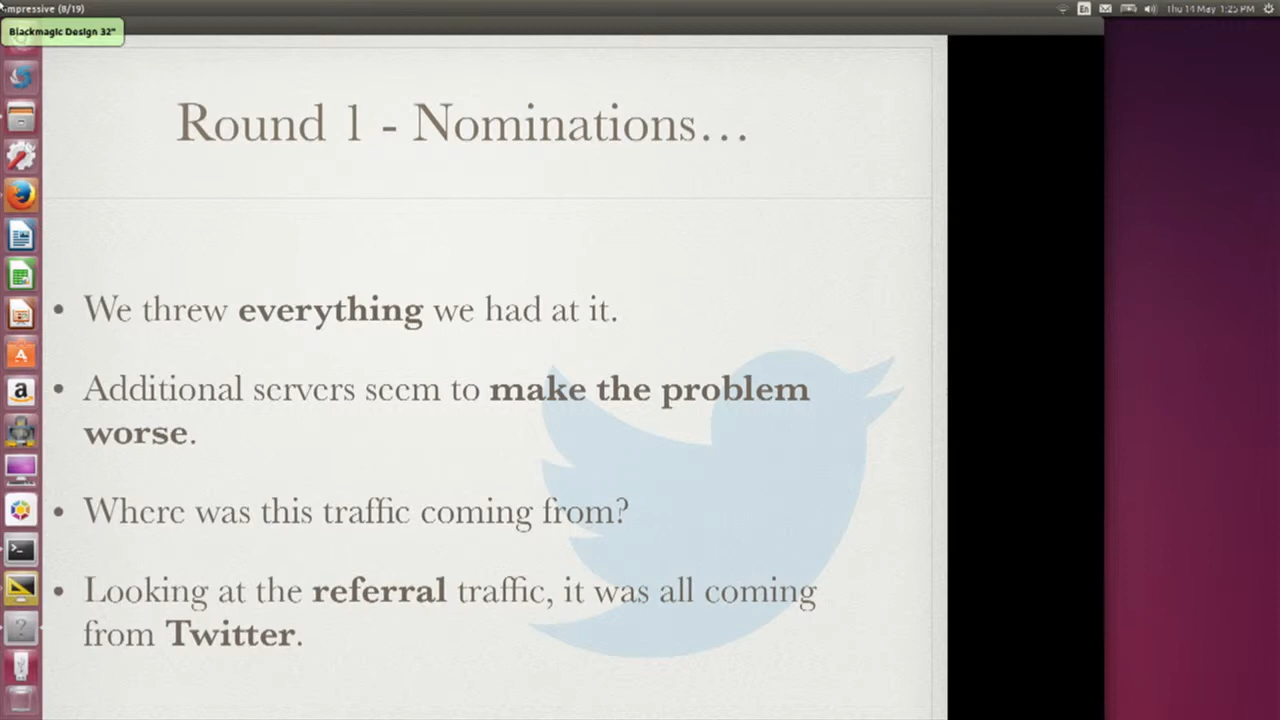 Impressive (8/19)
En
Thu 14 May 1:25 PM
Blackmagic Design 32"
Round 1 - Nominations…
• We threw everything we had at it.
• Additional servers seem to make the problem
worse.
• Where was this traffic coming from?
• Looking at the referral traffic, it was all coming
from Twitter.